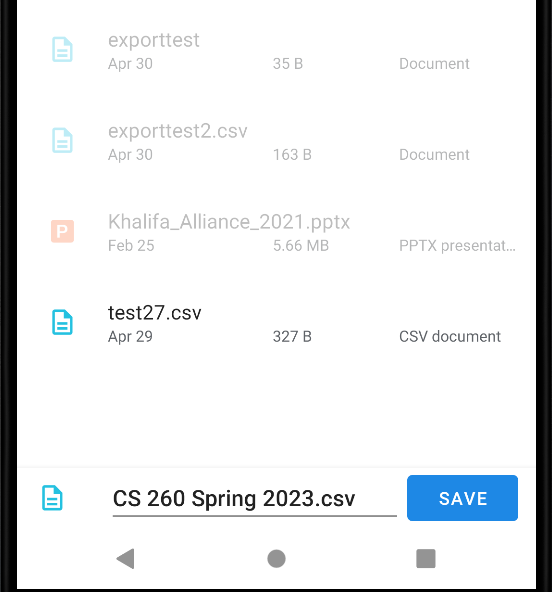 exporttest
Apr 30 35 B Document
exporttest2.csv
Apr 30 163 B Document
P Khalifa_Alliance_2021.pptx
Feb 25 5.66 MB PPTX presentat...
test27.csv
Apr 29 327 B CSV document
CS 260 Spring 2023.csv SAVE